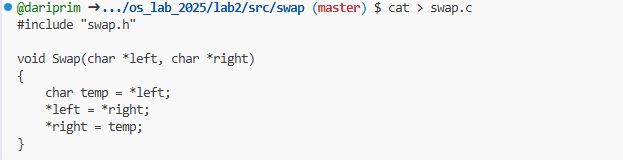 @dariprim ➜.../os_lab_2025/lab2/src/swap (master) $ cat > swap.c
#include "swap.h"

void Swap(char *left, char *right)
{
    char temp = *left;
    *left = *right;
    *right = temp;
}